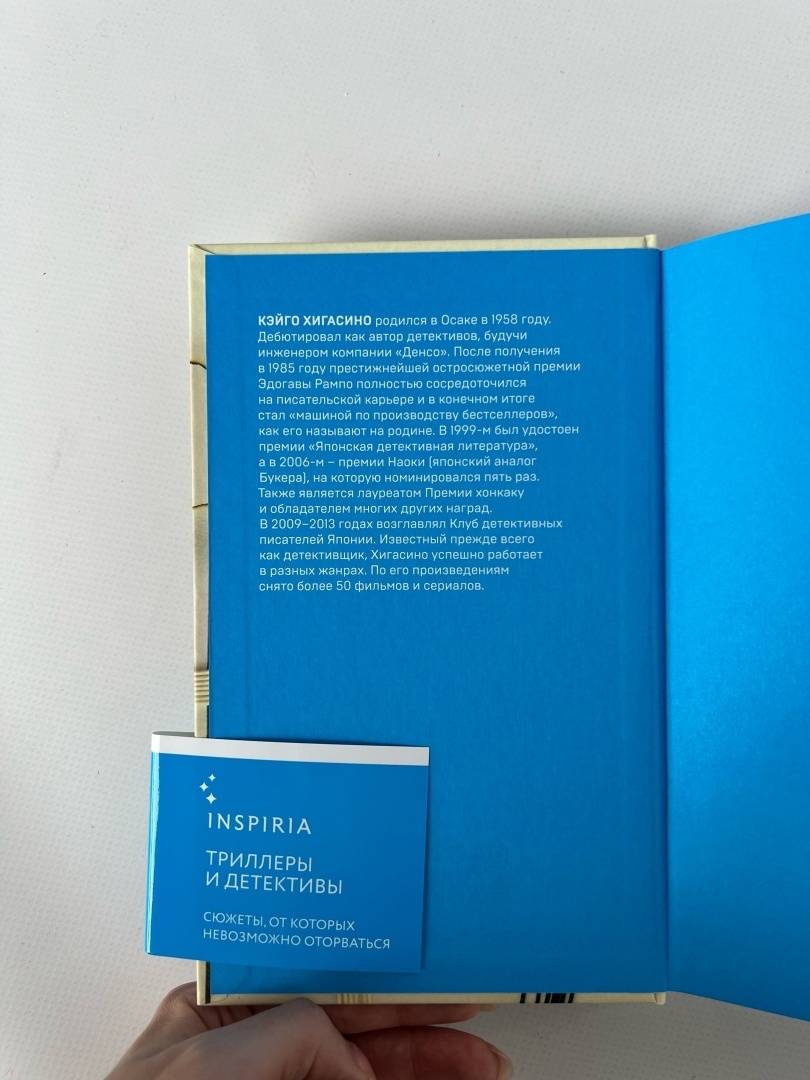 КЭЙГО ХИГАСИНО родился в Осаке в 1958 году.
Дебютировал как автор детективов, будучи
инженером компании «Денсо». После получения
в 1985 году престижнейшей остросюжетной премии
Эдогавы Рампо полностью сосредоточился
на писательской карьере и в конечном итоге
стал «машиной по производству бестселлеров»,
как его называют на родине. В 1999-м был удостоен
премии «Японская детективная литература»,
а в 2006-м – премии Наоки (японский аналог
Букера), на которую номинировался пять раз.
Также является лауреатом Премии хонкаку
и обладателем многих других наград.
В 2009–2013 годах возглавлял Клуб детективных
писателей Японии. Известный прежде всего
как детективщик, Хигасино успешно работает
в разных жанрах. По его произведениям
снято более 50 фильмов и сериалов.
INSPIRIA
ТРИЛЛЕРЫ
И ДЕТЕКТИВЫ
СЮЖЕТЫ, ОТ КОТОРЫХ
НЕВОЗМОЖНО ОТОРВАТЬСЯ